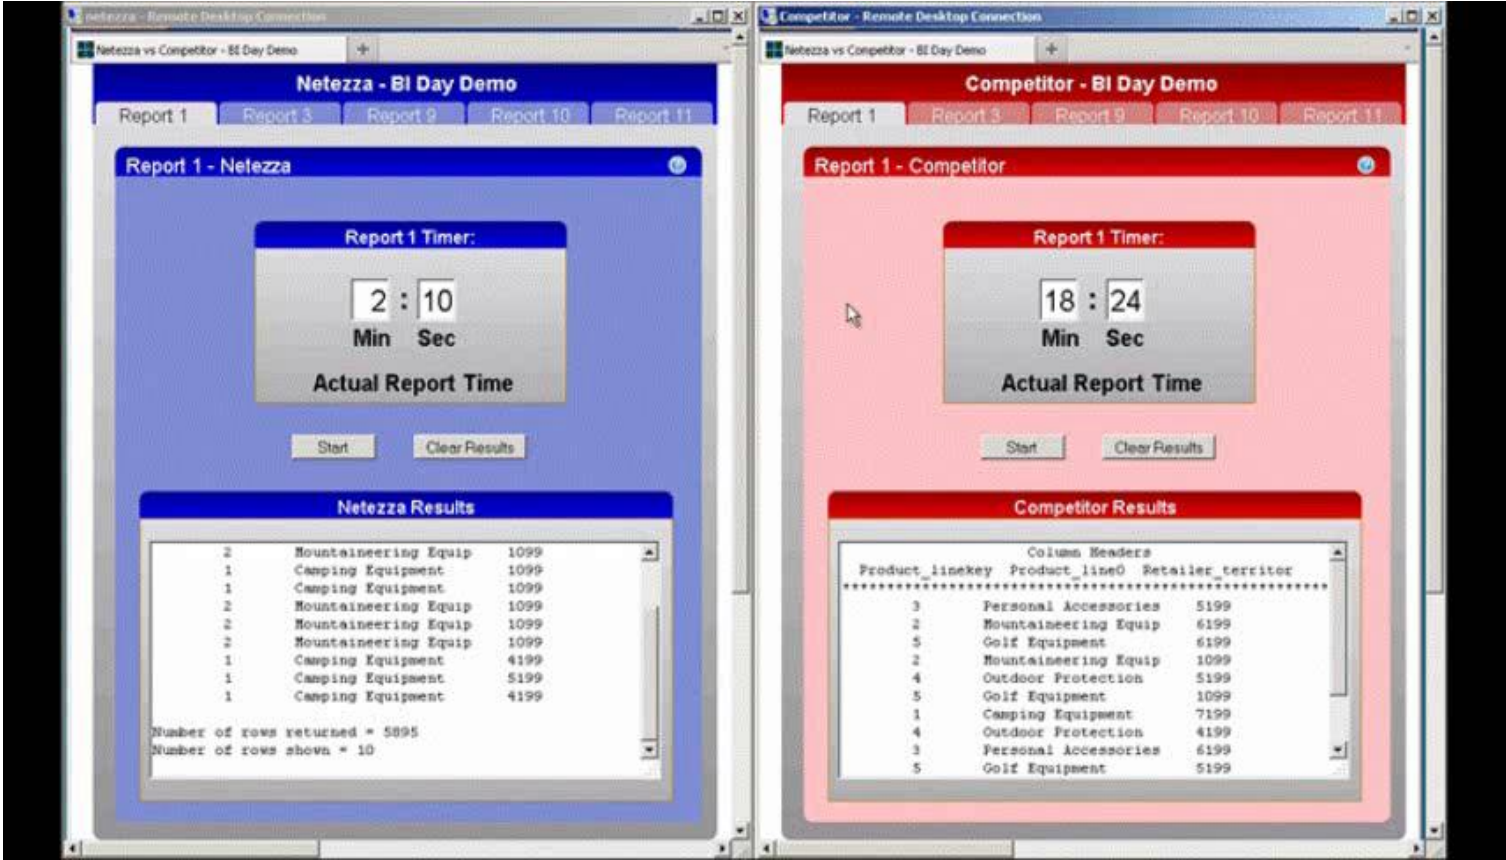 netezza - Remote Desktop Connection
Netezza vs Competitor - BI Day Demo
Netezza - BI Day Demo
Report 1 Report 3 Report 9 Report 10 Report 11
Report 1 - Netezza
Report 1 Timer:
2 : 10
Min Sec
Actual Report Time
Start Clear Results
Netezza Results
2 Mountaineering Equip 1099
1 Camping Equipment 1099
1 Camping Equipment 1099
2 Mountaineering Equip 1099
2 Mountaineering Equip 1099
2 Mountaineering Equip 1099
1 Camping Equipment 4199
1 Camping Equipment 5199
1 Camping Equipment 4199
Number of rows returned = 5895
Number of rows shown = 10
Competitor - Remote Desktop Connection
Netezza vs Competitor - BI Day Demo
Competitor - BI Day Demo
Report 1 Report 3 Report 9 Report 10 Report 11
Report 1 - Competitor
Report 1 Timer:
18 : 24
Min Sec
Actual Report Time
Start Clear Results
Competitor Results
Column Headers
Product_linekey Product_line0 Retailer_territor
************************************************************
3 Personal Accessories 5199
2 Mountaineering Equip 6199
5 Golf Equipment 6199
2 Mountaineering Equip 1099
4 Outdoor Protection 5199
5 Golf Equipment 1099
1 Camping Equipment 7199
4 Outdoor Protection 4199
3 Personal Accessories 6199
5 Golf Equipment 5199